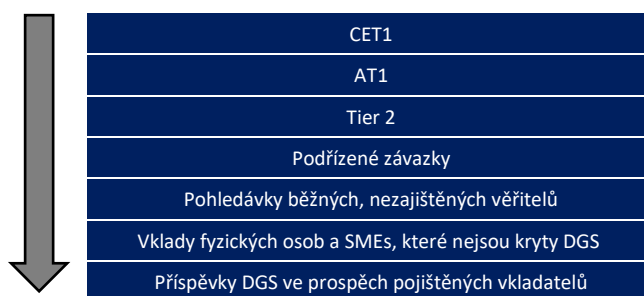 CET1
AT1
Tier 2
Podřízené závazky
Pohledávky běžných, nezajištěných věřitelů
Vklady fyzických osob a SMEs, které nejsou kryty DGS
Příspěvky DGS ve prospěch pojištěných vkladatelů